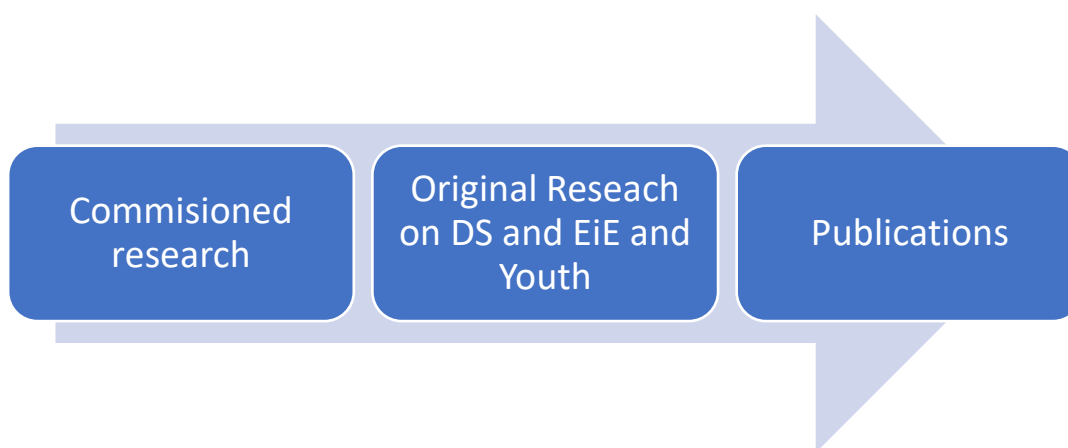 Commisioned
research
Original Reseach
on DS and EiE and
Youth
Publications